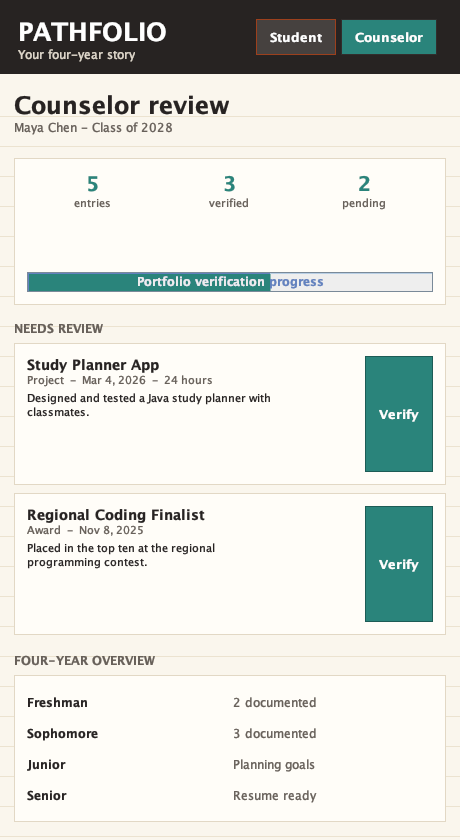 PATHFOLIO
Your four-year story
Student
Counselor
Counselor review
Maya Chen - Class of 2028
5
3
2
entries
verified
pending
Portfolio verification progress
NEEDS REVIEW
Study Planner App
Project - Mar 4, 2026 - 24 hours
Designed and tested a Java study planner with
classmates.
Verify
Regional Coding Finalist
Award - Nov 8, 2025
Placed in the top ten at the regional
programming contest.
Verify
FOUR-YEAR OVERVIEW
Freshman 2 documented
Sophomore 3 documented
Junior Planning goals
Senior Resume ready